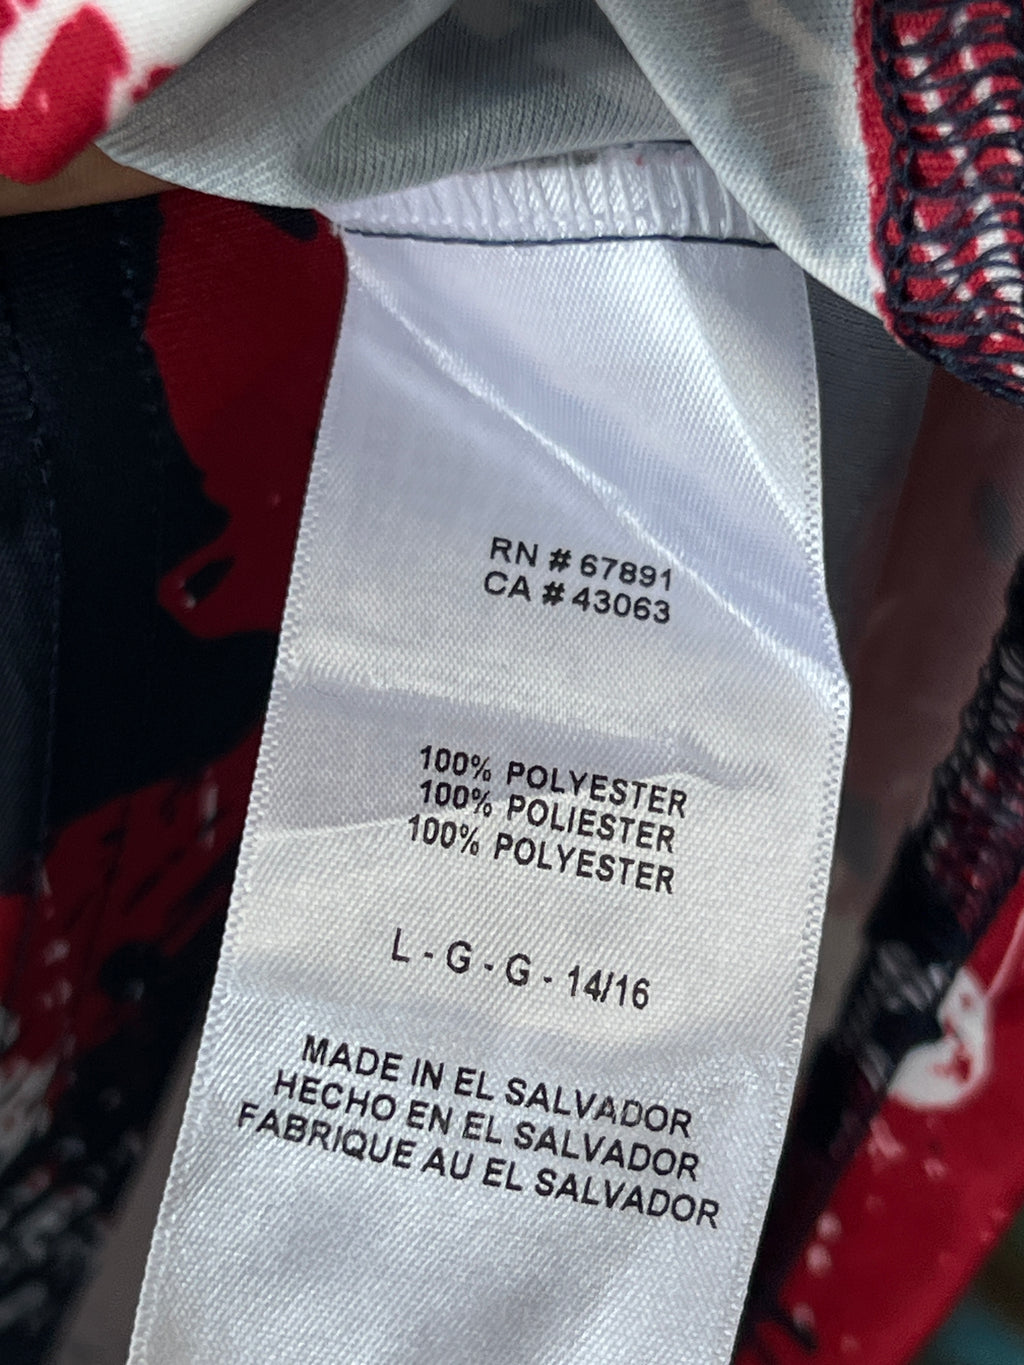 RN # 67891
CA # 43063
100% POLYESTER
100% POLIESTER
100% POLYESTER
L - G - G - 14/16
MADE IN EL SALVADOR
HECHO EN EL SALVADOR
FABRIQUE AU EL SALVADOR